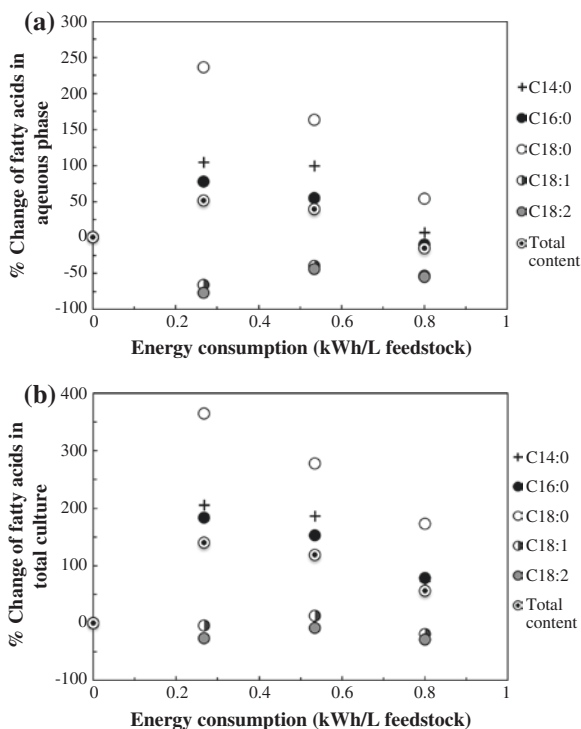 (a)
% Change of fatty acids in
aqeuous phase
300
250
200
150
100
50
0
-50
-100
0
0.2
0.4
0.6
0.8
1
Energy consumption (kWh/L feedstock)
C14:0
C16:0
C18:0
C18:1
C18:2
Total
content
(b)
% Change of fatty acids in
total culture
400
300
200
100
0
-100
0
0.2
0.4
0.6
0.8
1
Energy consumption (kWh/L feedstock)
C14:0
C16:0
C18:0
C18:1
C18:2
Total
content